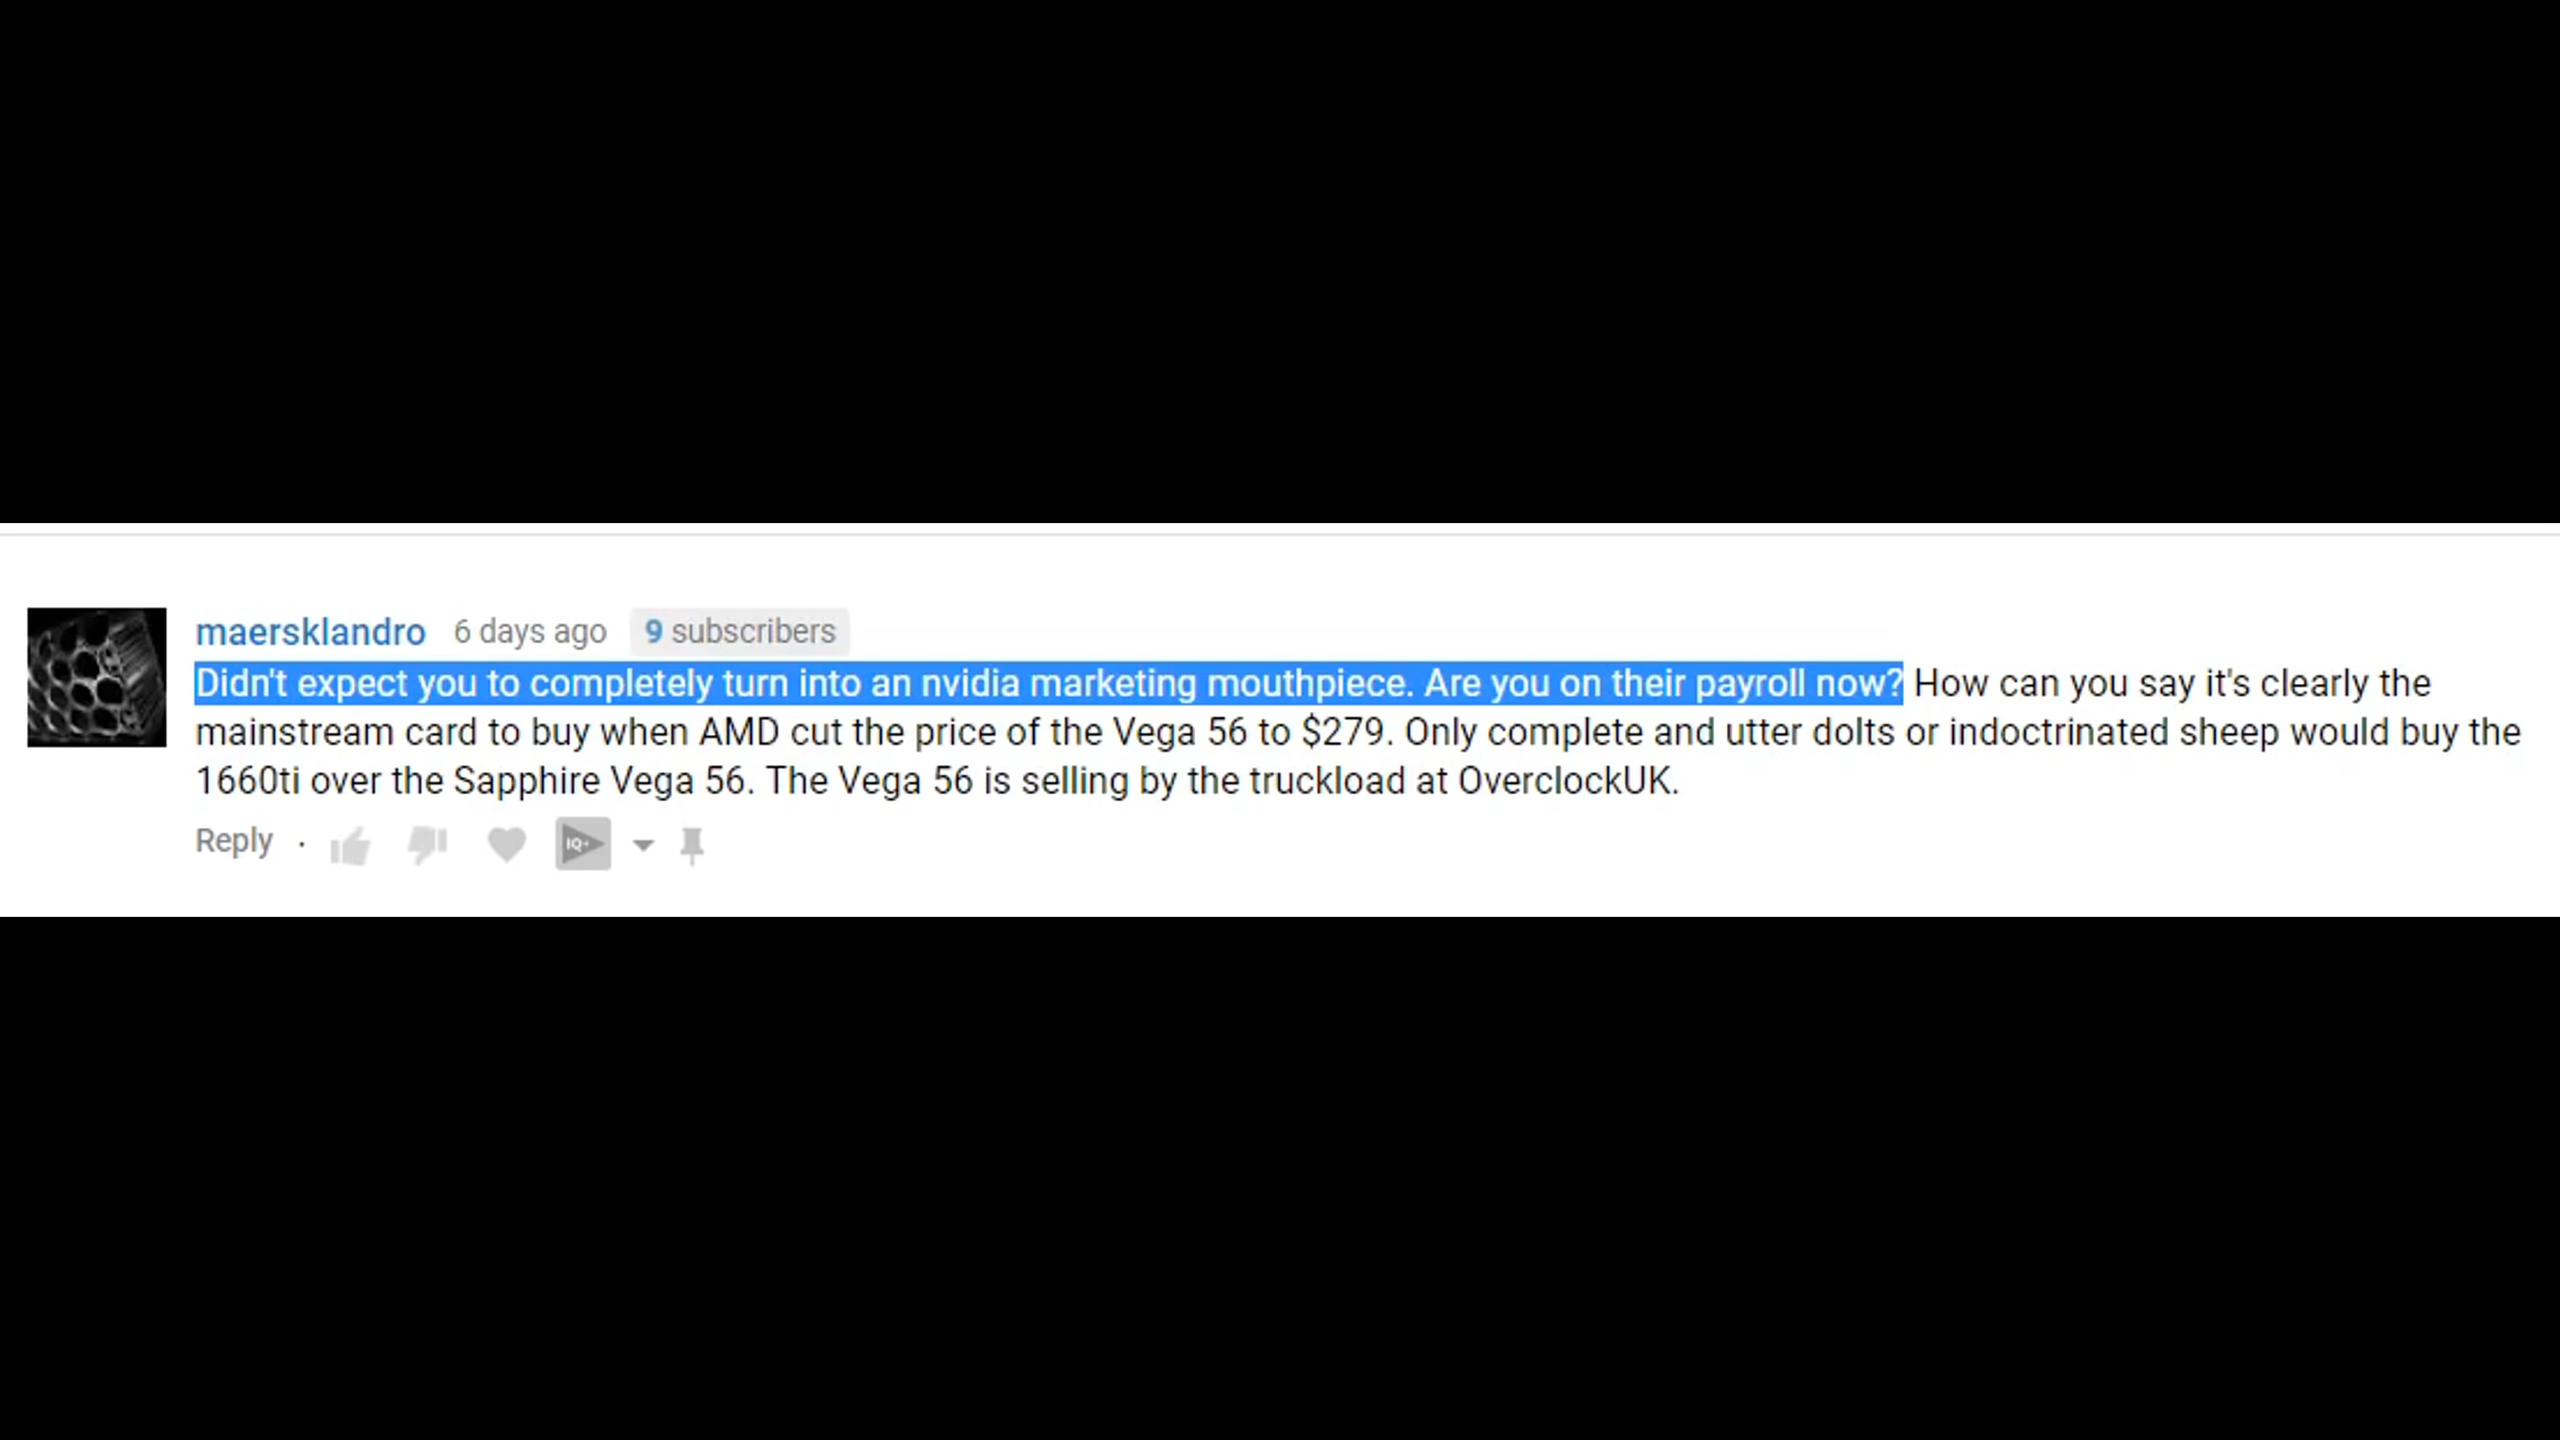 maersklandro 6 days ago 9 subscribers
Didn't expect you to completely turn into an nvidia marketing mouthpiece. Are you on their payroll now? How can you say it's clearly the
mainstream card to buy when AMD cut the price of the Vega 56 to $279. Only complete and utter dolts or indoctrinated sheep would buy the
1660ti over the Sapphire Vega 56. The Vega 56 is selling by the truckload at OverclockUK.
Reply · IQ+